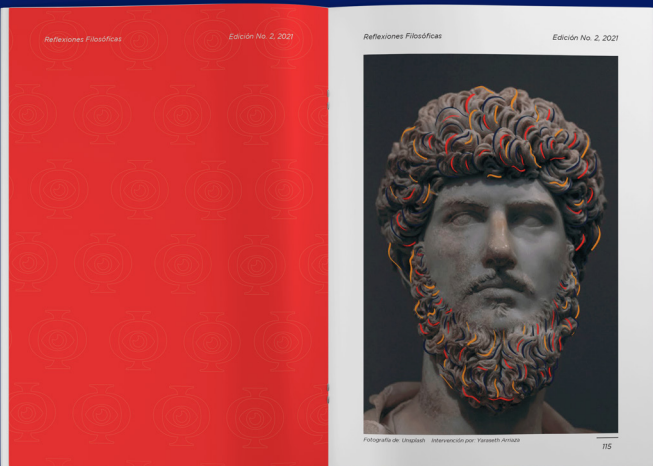 Reflexiones Filosóficas
Edición No. 2, 2021
Reflexiones Filosóficas
Edición No. 2, 2021
Fotografía de: Unsplash Intervención por: Yaraseth Arriaza
115